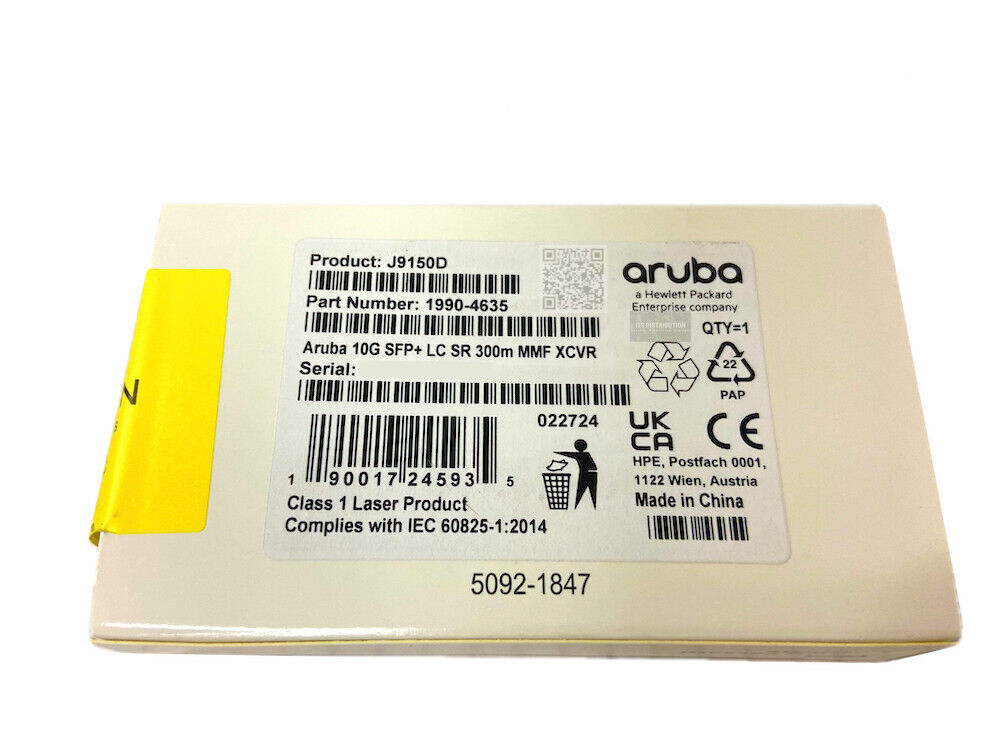 Product: J9150D
Part Number: 1990-4635
Aruba 10G SFP+ LC SR 300m MMF XCVR
Serial:
022724
1 90017 24593 5
Class 1 Laser Product
Complies with IEC 60825-1:2014
aruba
a Hewlett Packard
Enterprise company
ITS DISTRIBUTION
QTY=1
22
PAP
UK
CA
CE
HPE, Postfach 0001,
1122 Wien, Austria
Made in China
5092-1847
N